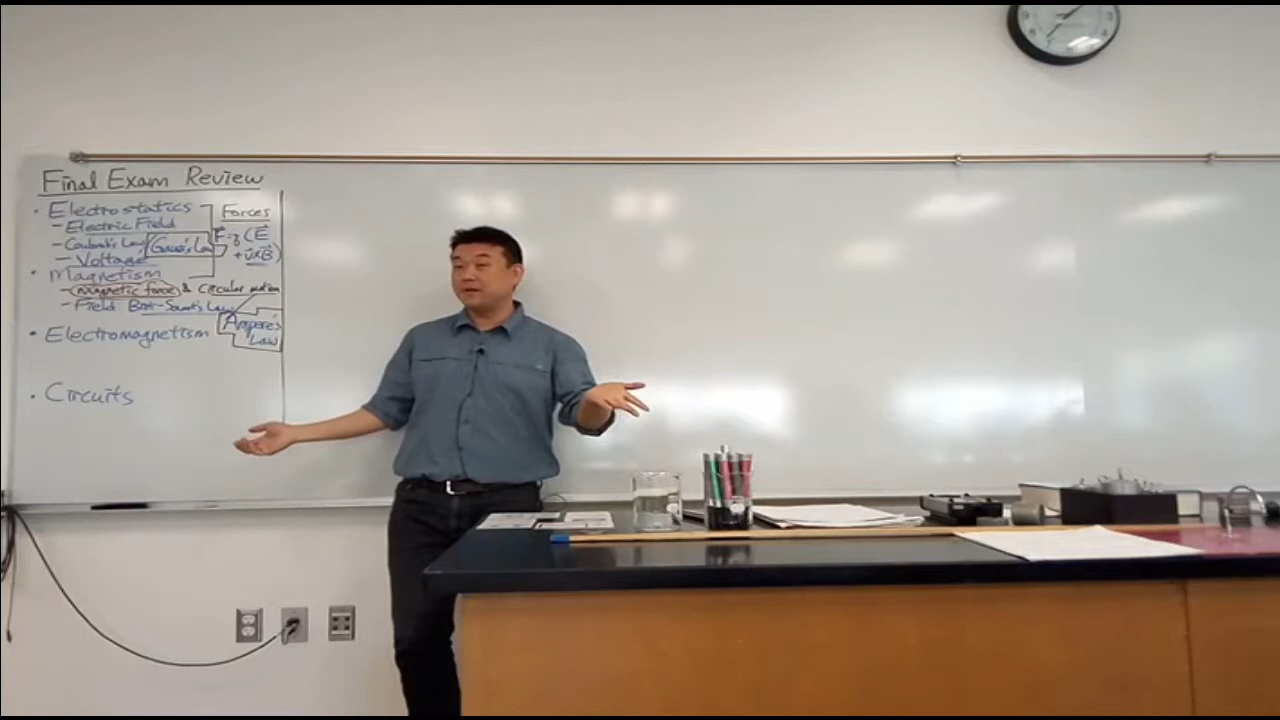 Final Exam Review
• Electrostatics
- Electric Field
- Coulomb's Law
Gauss's Law
- Voltage
• Magnetism
- magnetic force & circular motion
- Field Biot-Savart's Law
Ampere's
Law
• Electromagnetism
• Circuits
Forces
F = q (E
+ v×B)